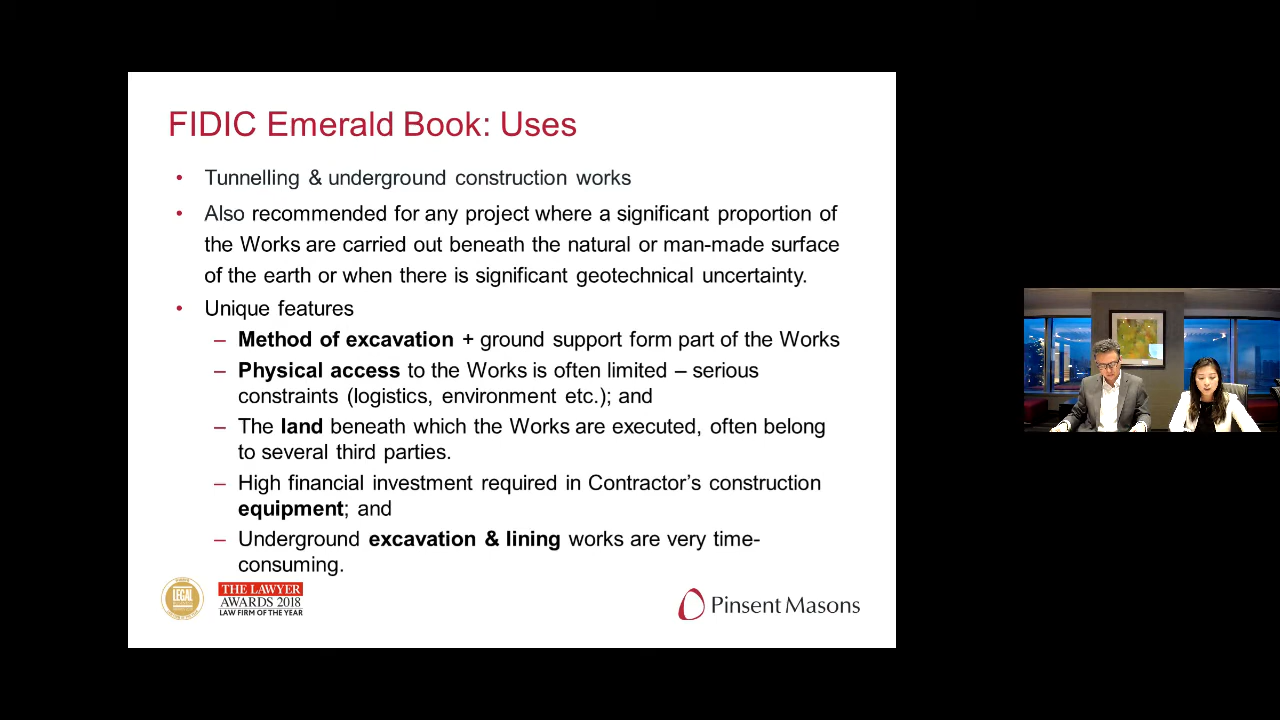 FIDIC Emerald Book: Uses
• Tunnelling & underground construction works
• Also recommended for any project where a significant proportion of
the Works are carried out beneath the natural or man-made surface
of the earth or when there is significant geotechnical uncertainty.
• Unique features
– Method of excavation + ground support form part of the Works
– Physical access to the Works is often limited – serious
constraints (logistics, environment etc.); and
– The land beneath which the Works are executed, often belong
to several third parties.
– High financial investment required in Contractor's construction
equipment; and
– Underground excavation & lining works are very time-
consuming.
LEGAL
THE LAWYER
AWARDS 2018
LAW FIRM OF THE YEAR
Pinsent Masons